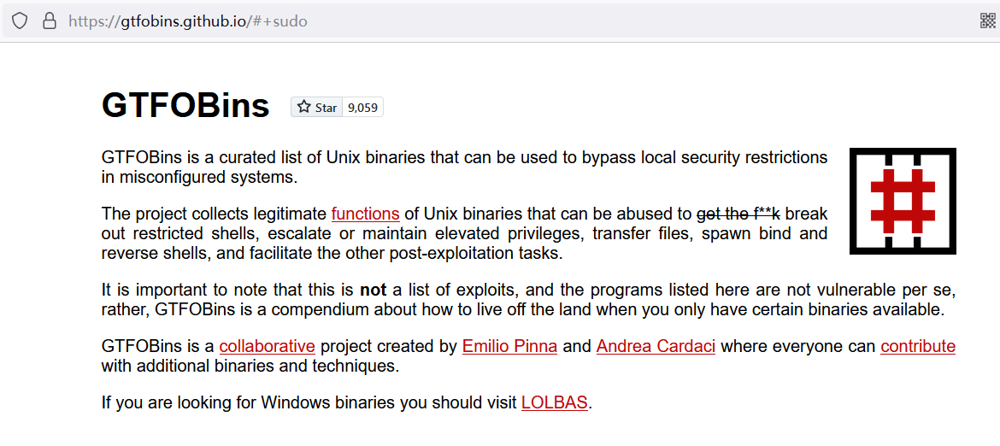 https://gtfobins.github.io/#+sudo
GTFOBins
Star 9,059
GTFOBins is a curated list of Unix binaries that can be used to bypass local security restrictions
in misconfigured systems.
The project collects legitimate functions of Unix binaries that can be abused to get the f**k break
out restricted shells, escalate or maintain elevated privileges, transfer files, spawn bind and
reverse shells, and facilitate the other post-exploitation tasks.
It is important to note that this is not a list of exploits, and the programs listed here are not vulnerable per se,
rather, GTFOBins is a compendium about how to live off the land when you only have certain binaries available.
GTFOBins is a collaborative project created by Emilio Pinna and Andrea Cardaci where everyone can contribute
with additional binaries and techniques.
If you are looking for Windows binaries you should visit LOLBAS.